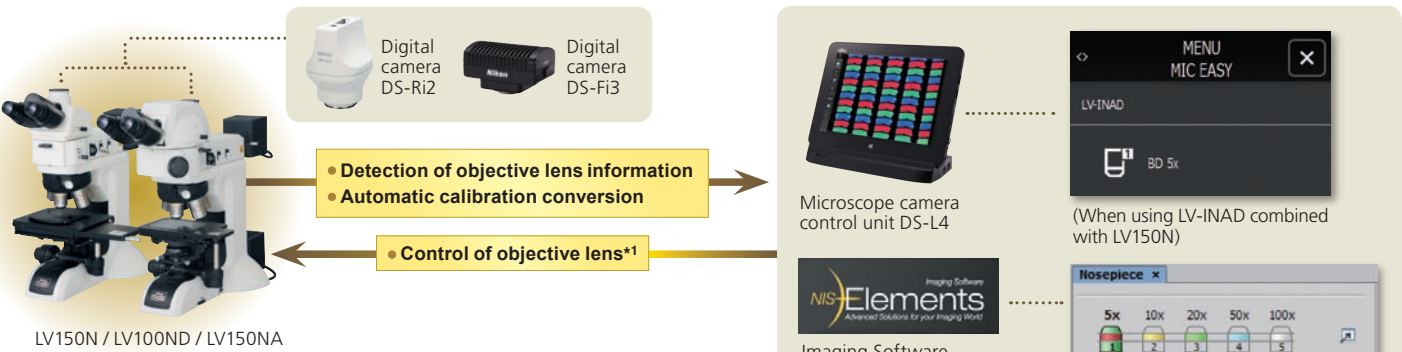 Digital
camera
DS-Ri2
Nikon
Digital
camera
DS-Fi3
• Detection of objective lens information
• Automatic calibration conversion
• Control of objective lens*1
LV150N / LV100ND / LV150NA
Microscope camera
control unit DS-L4
MENU
MIC EASY
LV-INAD
1
BD 5x
(When using LV-INAD combined
with LV150N)
Imaging Software
NIS Elements
Advanced Solutions for your Imaging World
Imaging Software
Nosepiece ×
5x 10x 20x 50x 100x
1 2 3 4 5